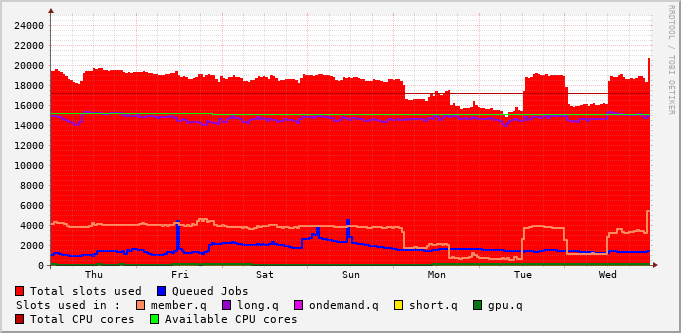 24000
22000
20000
18000
16000
14000
12000
10000
8000
6000
4000
2000
0
Thu Fri Sat Sun Mon Tue Wed
Total slots used Queued Jobs
Slots used in : member.q long.q ondemand.q short.q gpu.q
Total CPU cores Available CPU cores
RRDTOOL / TOBI OETIKER